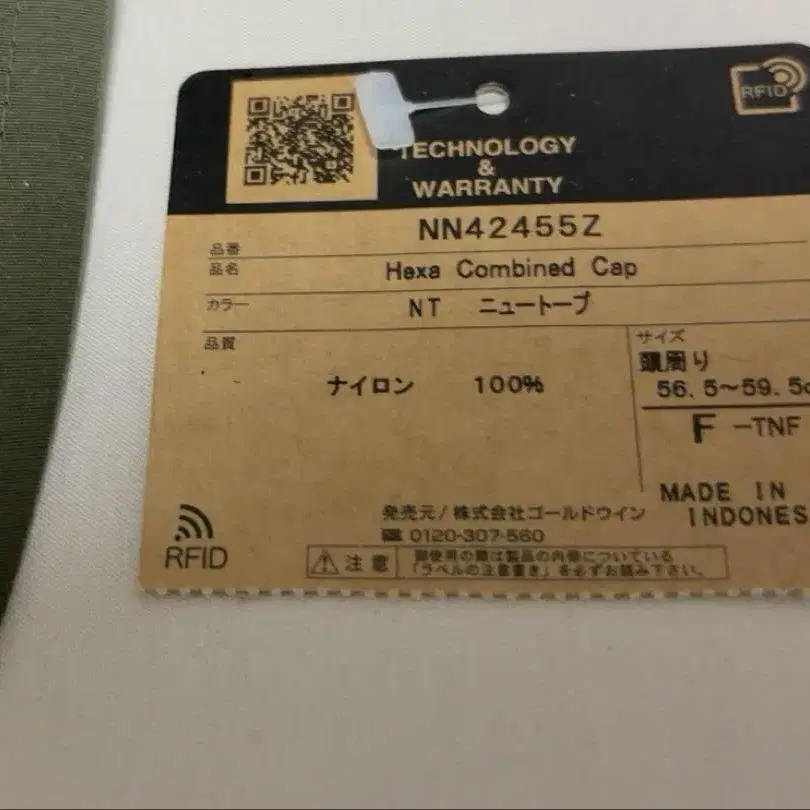 RFID
TECHNOLOGY
&
WARRANTY
品番 NN42455Z
品名 Hexa Combined Cap
カラー NT ニュートープ
品質
サイズ
頭周り
ナイロン 100%
56.5～59.5c
F -TNF
MADE IN
INDONES
発売元/株式会社ゴールドウイン
☎ 0120-307-560
RFID
⚠ 注意
御使用の際は製品の内側についている
「ラベルの注意書き」を必ずお読み下さい。